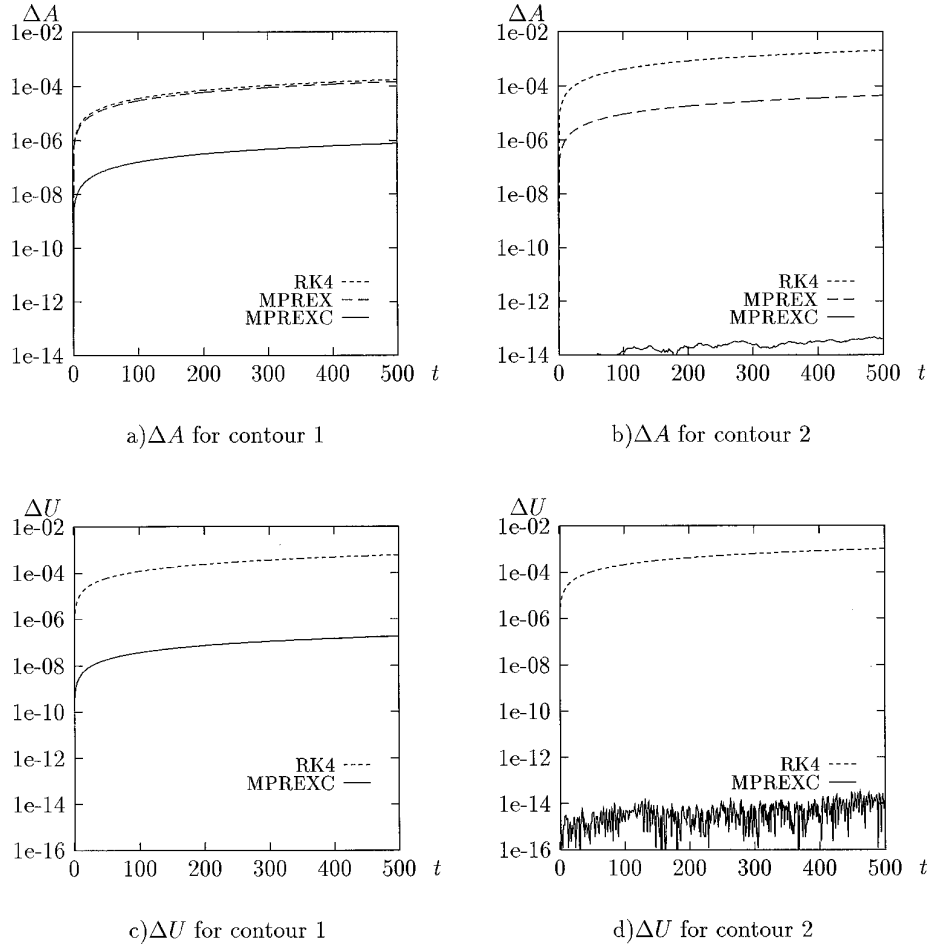 ΔA
1e-02
1e-04
1e-06
1e-08
1e-10
1e-12
1e-14
RK4
MPREX
MPREXC
0 100 200 300 400 500 t
a)ΔA for contour 1
ΔA
1e-02
1e-04
1e-06
1e-08
1e-10
1e-12
1e-14
RK4
MPREX
MPREXC
0 100 200 300 400 500 t
b)ΔA for contour 2
ΔU
1e-02
1e-04
1e-06
1e-08
1e-10
1e-12
1e-14
1e-16
RK4
MPREXC
0 100 200 300 400 500 t
c)ΔU for contour 1
ΔU
1e-02
1e-04
1e-06
1e-08
1e-10
1e-12
1e-14
1e-16
RK4
MPREXC
0 100 200 300 400 500 t
d)ΔU for contour 2